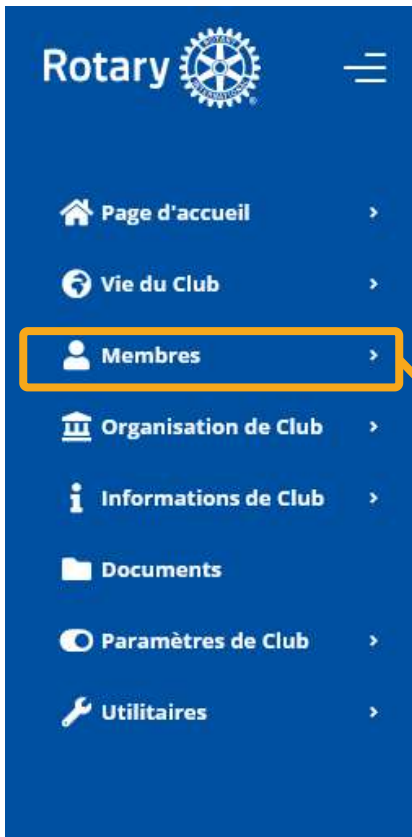 Rotary
Page d'accueil
Vie du Club
Membres
Organisation de Club
Informations de Club
Documents
Paramètres de Club
Utilitaires